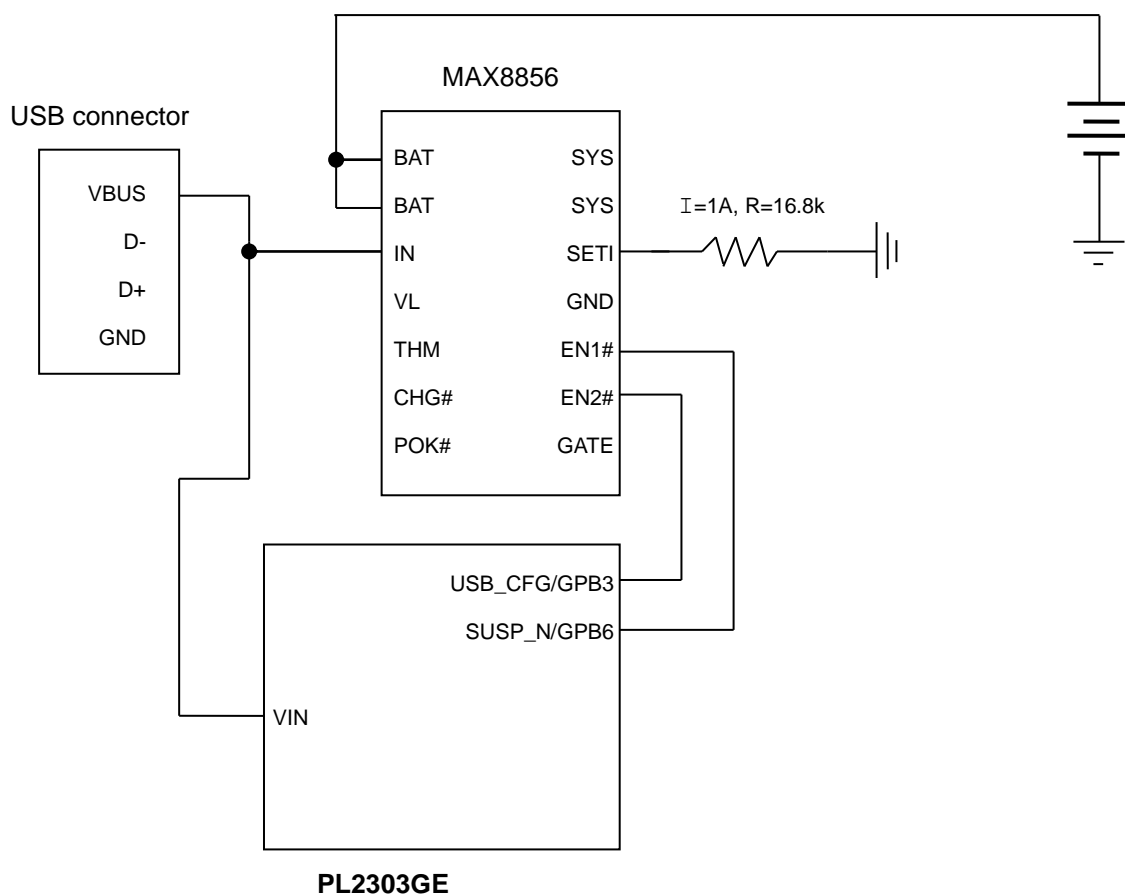 MAX8856
USB connector
VBUS
D-
D+
GND
BAT
BAT
IN
VL
THM
CHG#
POK#
SYS
SYS
SETI
GND
EN1#
EN2#
GATE
I=1A, R=16.8k
USB_CFG/GPB3
SUSP_N/GPB6
VIN
PL2303GE